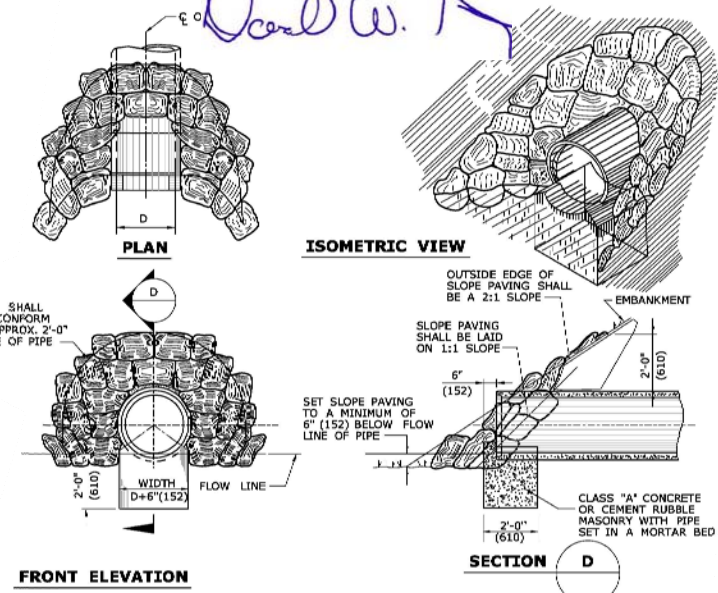 ℄ O
D
PLAN
ISOMETRIC VIEW
D
SHALL
CONFORM
APPROX. 2'-0"
OF PIPE
2'-0"
(610)
WIDTH
D+6"(152)
FLOW LINE
FRONT ELEVATION
OUTSIDE EDGE OF
SLOPE PAVING SHALL
BE A 2:1 SLOPE
EMBANKMENT
SLOPE PAVING
SHALL BE LAID
ON 1:1 SLOPE
6"
(152)
2'-0"
(610)
SET SLOPE PAVING
TO A MINIMUM OF
6" (152) BELOW FLOW
LINE OF PIPE
2'-0"
(610)
CLASS "A" CONCRETE
OR CEMENT RUBBLE
MASONRY WITH PIPE
SET IN A MORTAR BED
SECTION D